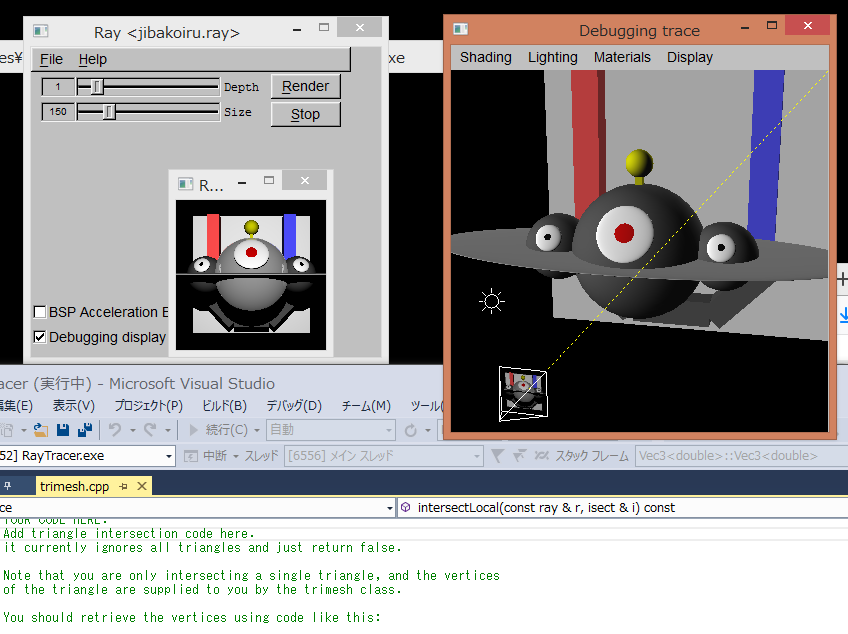 Ray <jibakoiru.ray>
File Help
1 Depth Render
150 Size Stop
R...
BSP Acceleration
Debugging display
Debugging trace
Shading Lighting Materials Display
es¥
xe
acer (実行中) - Microsoft Visual Studio
編集(E) 表示(V) プロジェクト(P) ビルド(B) デバッグ(D) チーム(M) ツール(
続行(C) 自動
52] RayTracer.exe 中断 スレッド [6556] メイン スレッド スタック フレーム Vec3<double>::Vec3<double>
trimesh.cpp
ce intersectLocal(const ray & r, isect & i) const
YOUR CODE HERE.
Add triangle intersection code here.
it currently ignores all triangles and just return false.
Note that you are only intersecting a single triangle, and the vertices
of the triangle are supplied to you by the trimesh class.
You should retrieve the vertices using code like this: